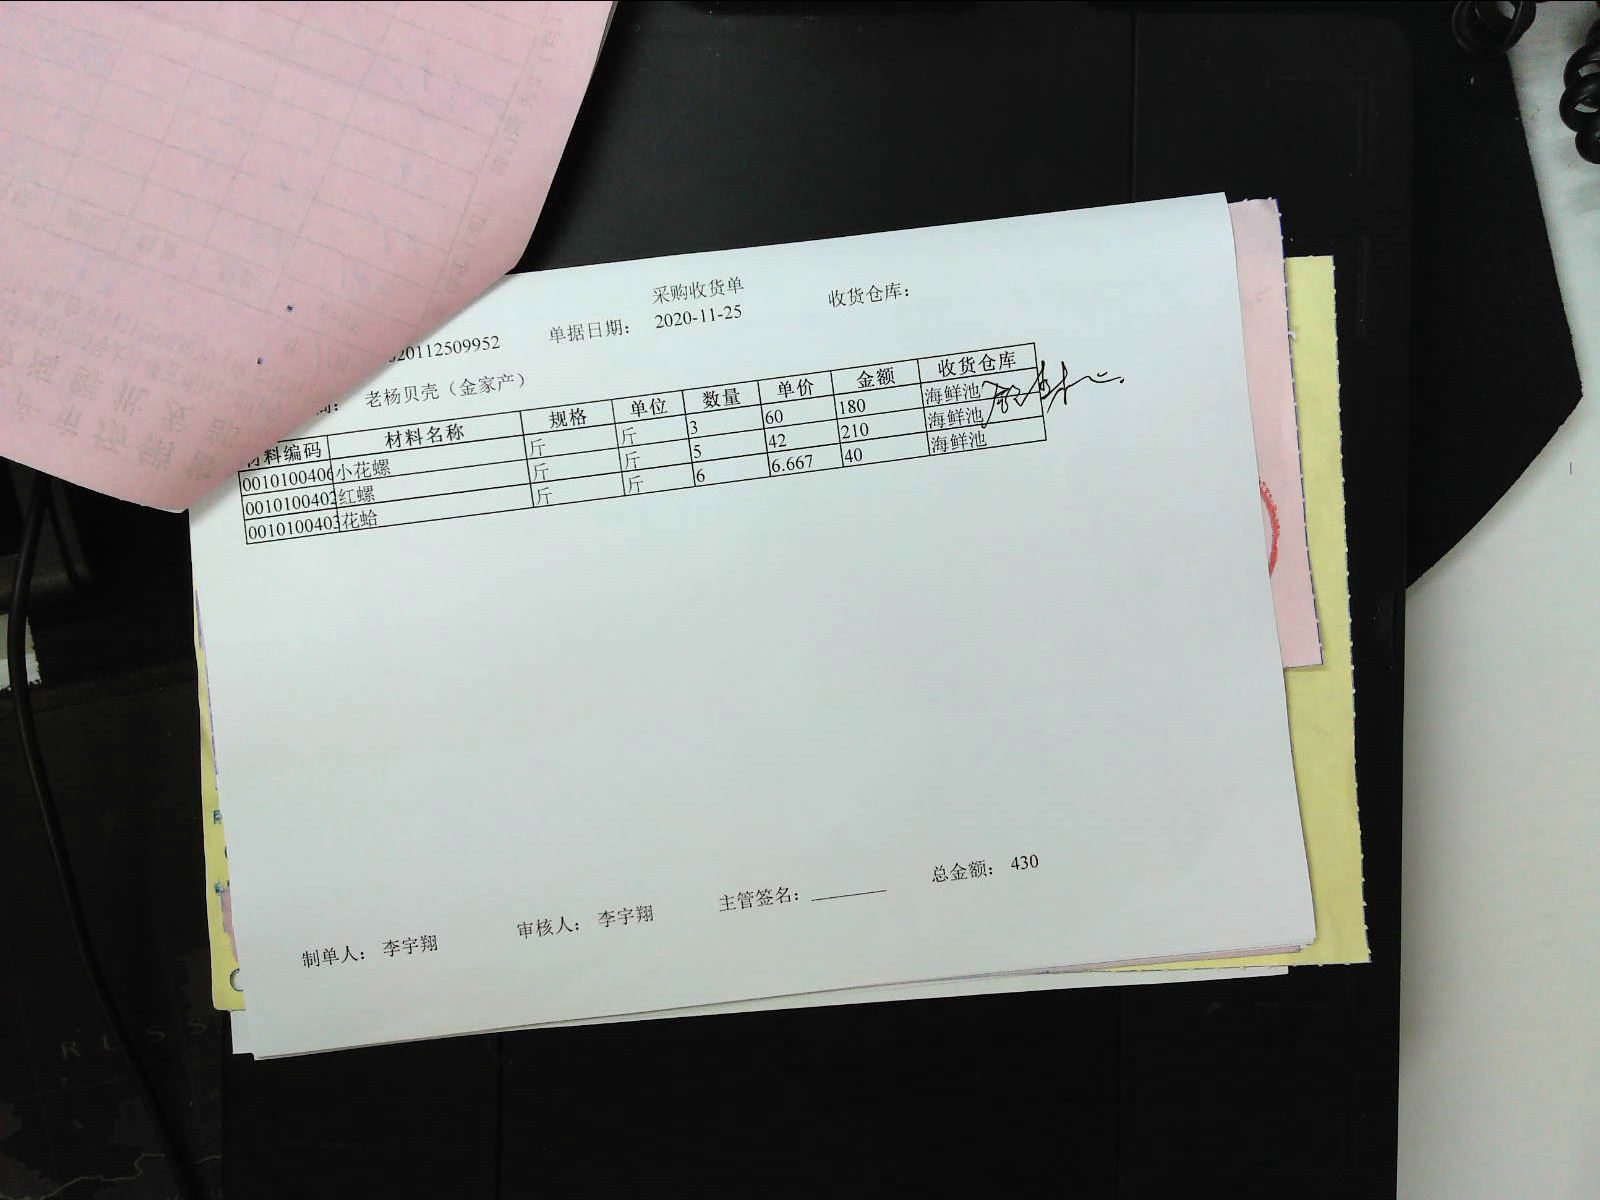 采购收货单
20112509952 单据日期： 2020-11-25 收货仓库：
老杨贝壳（金家产）
材料编码 材料名称 规格 单位 数量 单价 金额 收货仓库
0010100406 小花螺 斤 斤 3 60 180 海鲜池
0010100402 红螺 斤 斤 5 42 210 海鲜池
0010100403 花蛤 斤 斤 6 6.667 40 海鲜池
制单人： 李宇翔 审核人： 李宇翔 主管签名： 总金额： 430